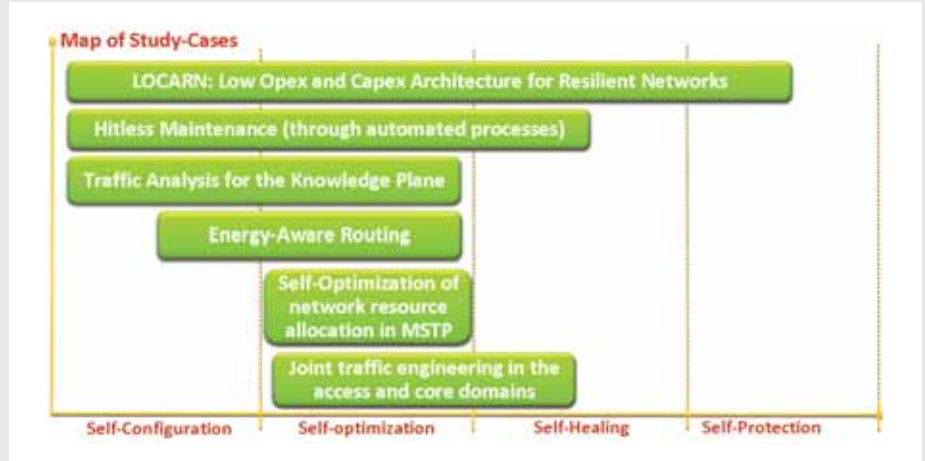 Map of Study-Cases
LOCARN: Low Opex and Capex Architecture for Resilient Networks
Hitless Maintenance (through automated processes)
Traffic Analysis for the Knowledge Plane
Energy-Aware Routing
Self-Optimization of
network resource
allocation in MSTP
Joint traffic engineering in the
access and core domains
Self-Configuration
Self-optimization
Self-Healing
Self-Protection